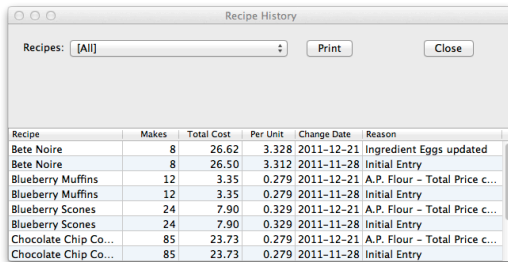 Recipe History
Recipes: [All] Print Close
Recipe Makes Total Cost Per Unit Change Date Reason
Bete Noire 8 26.62 3.328 2011-12-21 Ingredient Eggs updated
Bete Noire 8 26.50 3.312 2011-11-28 Initial Entry
Blueberry Muffins 12 3.35 0.279 2011-12-21 A.P. Flour - Total Price c...
Blueberry Muffins 12 3.35 0.279 2011-11-28 Initial Entry
Blueberry Scones 24 7.90 0.329 2011-12-21 A.P. Flour - Total Price c...
Blueberry Scones 24 7.90 0.329 2011-11-28 Initial Entry
Chocolate Chip Co... 85 23.73 0.279 2011-12-21 A.P. Flour - Total Price c...
Chocolate Chip Co... 85 23.73 0.279 2011-11-28 Initial Entry